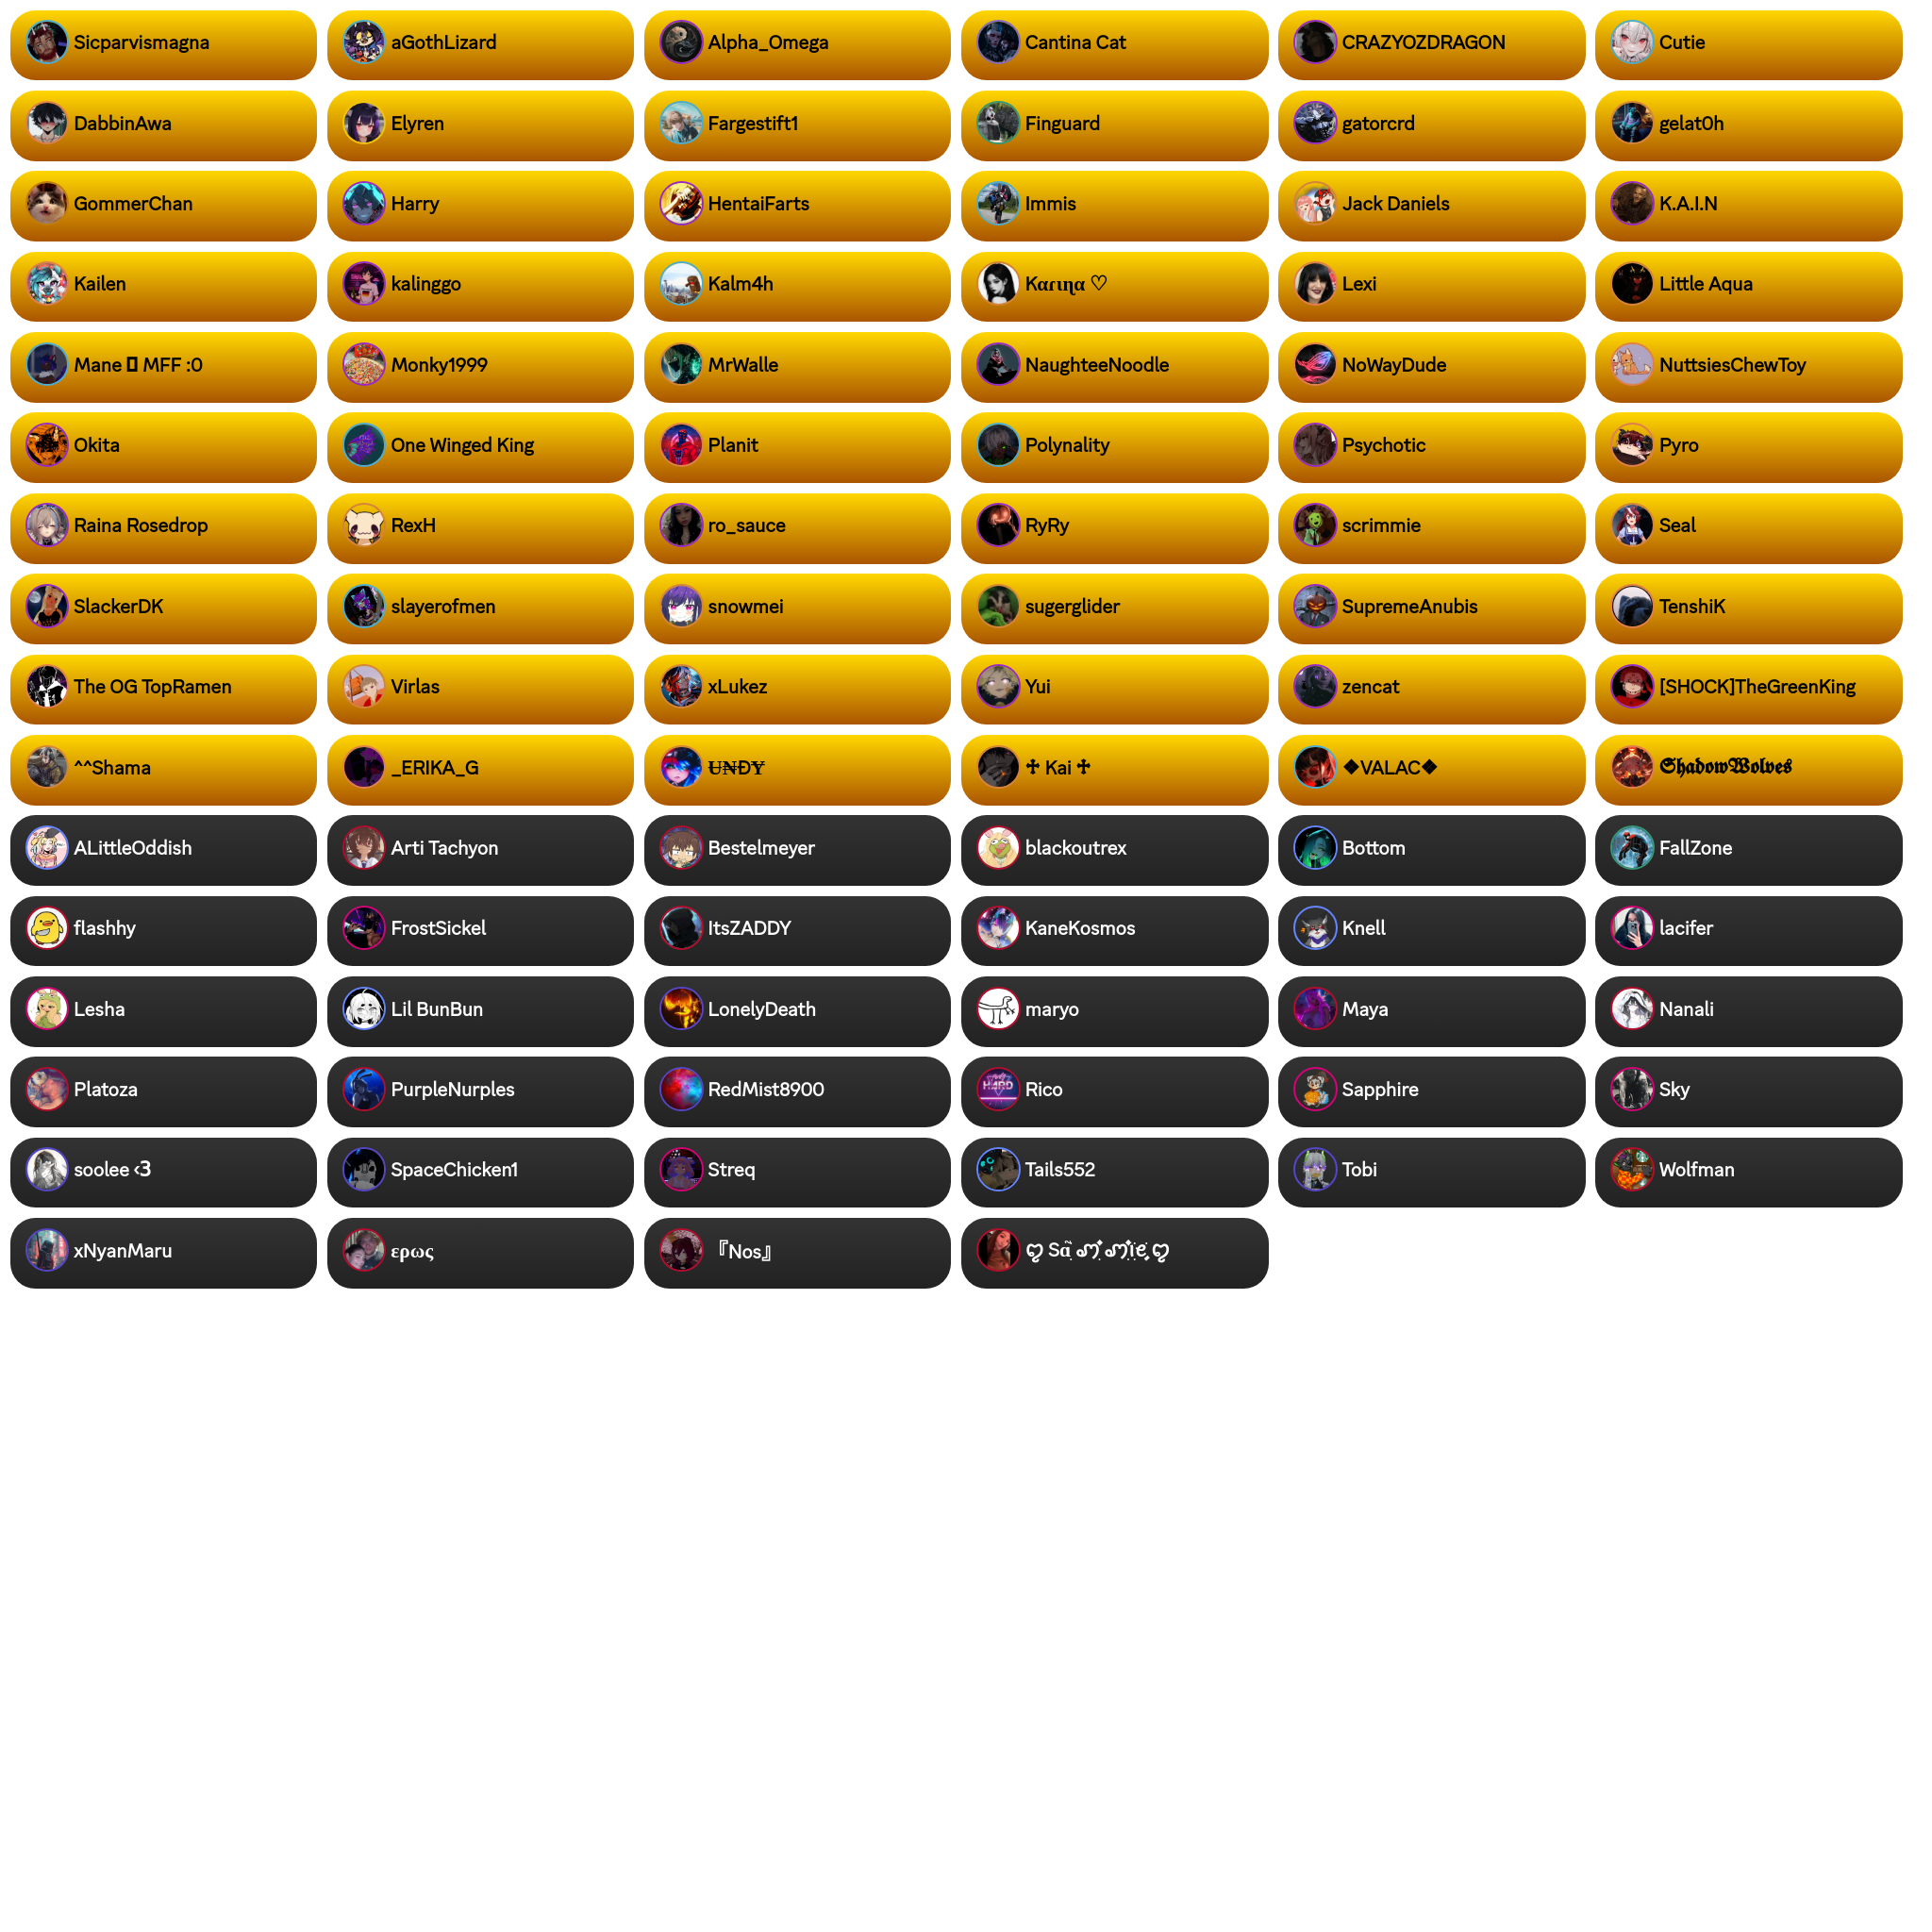 Sicparvismagna
aGothLizard
Alpha_Omega
Cantina Cat
CRAZYOZDRAGON
Cutie
DabbinAwa
Elyren
Fargestift1
Finguard
gatorcrd
gelat0h
GommerChan
Harry
HentaiFarts
Immis
Jack Daniels
K.A.I.N
Kailen
kalinggo
Kalm4h
Kαɾιɳα ♡
Lexi
Little Aqua
Mane MFF :0
Monky1999
MrWalle
NaughteeNoodle
NoWayDude
NuttsiesChewToy
Okita
One Winged King
Planit
Polynality
Psychotic
Pyro
Raina Rosedrop
RexH
ro_sauce
RyRy
scrimmie
Seal
SlackerDK
slayerofmen
snowmei
sugerglider
SupremeAnubis
TenshiK
The OG TopRamen
Virlas
xLukez
Yui
zencat
[SHOCK]TheGreenKing
^^Shama
_ERIKA_G
U̶N̶DY̶
♱ Kai ♱
❖VALAC❖
𝕾𝖍𝖆𝖉𝖔𝖜𝖂𝖔𝖑𝖛𝖊𝖘
ALittleOddish
Arti Tachyon
Bestelmeyer
blackoutrex
Bottom
FallZone
flashhy
FrostSickel
ItsZADDY
KaneKosmos
Knell
lacifer
Lesha
Lil BunBun
LonelyDeath
maryo
Maya
Nanali
Platoza
PurpleNurples
RedMist8900
HARD
Rico
Sapphire
Sky
soolee <3
SpaceChicken1
Streq
Tails552
Tobi
Wolfman
xNyanMaru
ερως
『Nos』